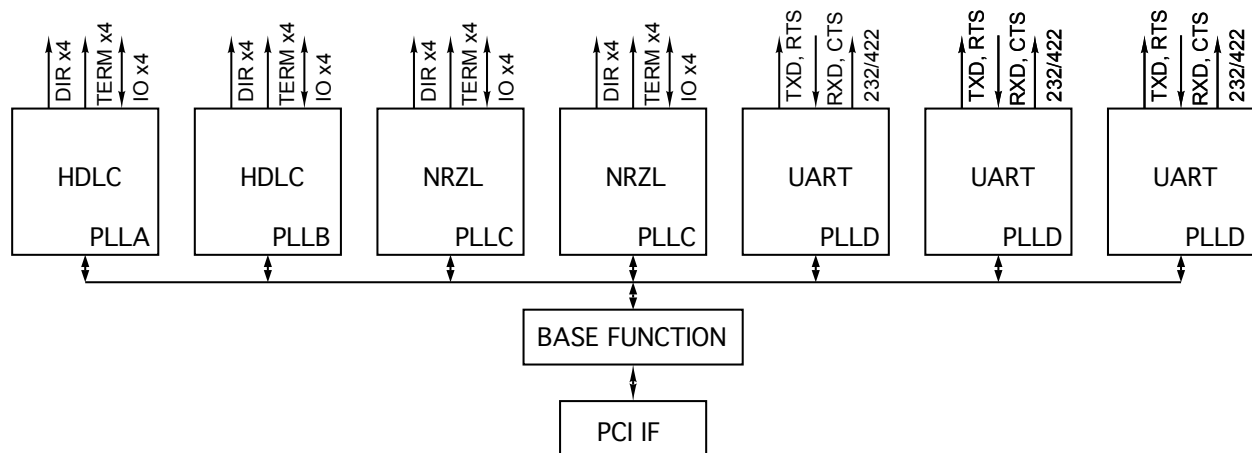 DIR x4
TERM x4
IO x4
DIR x4
TERM x4
IO x4
DIR x4
TERM x4
IO x4
DIR x4
TERM x4
IO x4
TXD, RTS
RXD, CTS
232/422
TXD, RTS
RXD, CTS
232/422
TXD, RTS
RXD, CTS
232/422
HDLC
PLLA
HDLC
PLLB
NRZL
PLLC
NRZL
PLLC
UART
PLLD
UART
PLLD
UART
PLLD
BASE FUNCTION
PCI IF